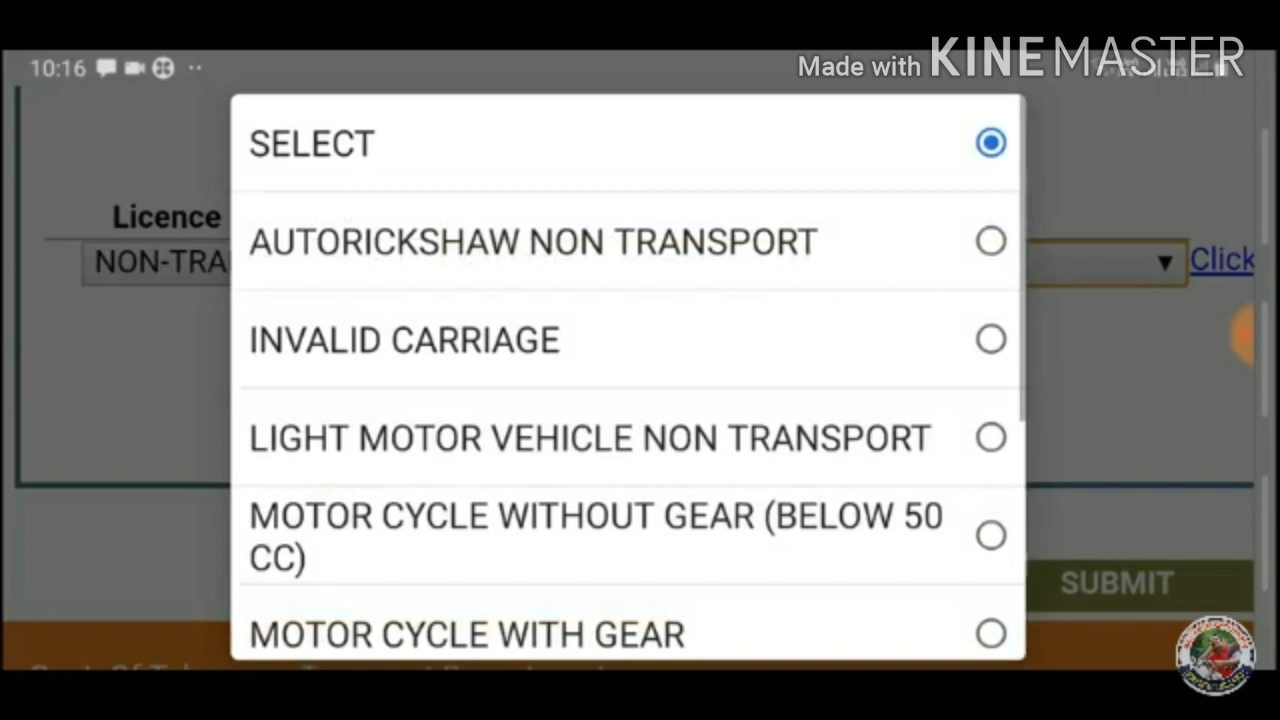 Made with KINEMASTER
10:16
SELECT
AUTORICKSHAW NON TRANSPORT
Licence
NON-TRA
Click
INVALID CARRIAGE
LIGHT MOTOR VEHICLE NON TRANSPORT
MOTOR CYCLE WITHOUT GEAR (BELOW 50
CC)
SUBMIT
MOTOR CYCLE WITH GEAR